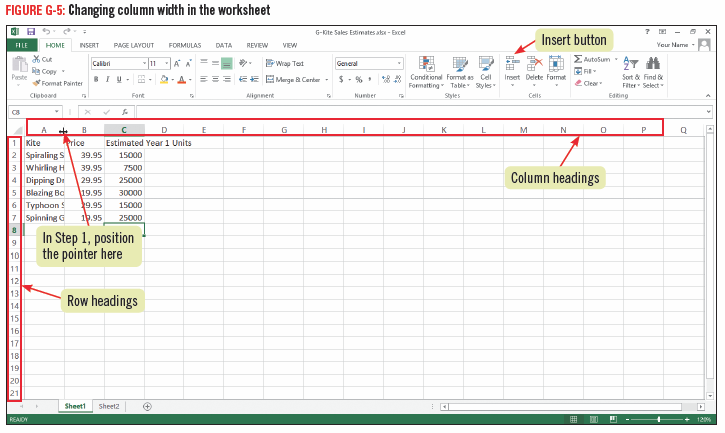 FIGURE G-5: Changing column width in the worksheet
G-Kite Sales Estimates.xlsx - Excel
FILE HOME INSERT PAGE LAYOUT FORMULAS DATA REVIEW VIEW
Your Name
Insert button
Paste
Cut
Copy
Format Painter
Clipboard
Calibri 11 A A
B I U A
Font
Wrap Text
Merge & Center
Alignment
General
$ % ,
Number
Conditional Formatting
Format as Table
Cell Styles
Styles
Insert Delete Format
Cells
AutoSum
Fill
Clear
Sort & Filter
Find & Select
Editing
C8 fx
A B C D E F G H I J K L M N O P Q
1 Kite Price Estimated Year 1 Units
2 Spiraling S 39.95 15000
3 Whirling H 39.95 7500
4 Dipping Dr 29.95 25000
5 Blazing Bo 19.95 30000
6 Typhoon S 29.95 15000
7 Spinning G 19.95 25000
8
9
10
11
12
13
14
15
16
17
18
19
20
21
Column headings
In Step 1, position
the pointer here
Row headings
Sheet1 Sheet2
READY 120%